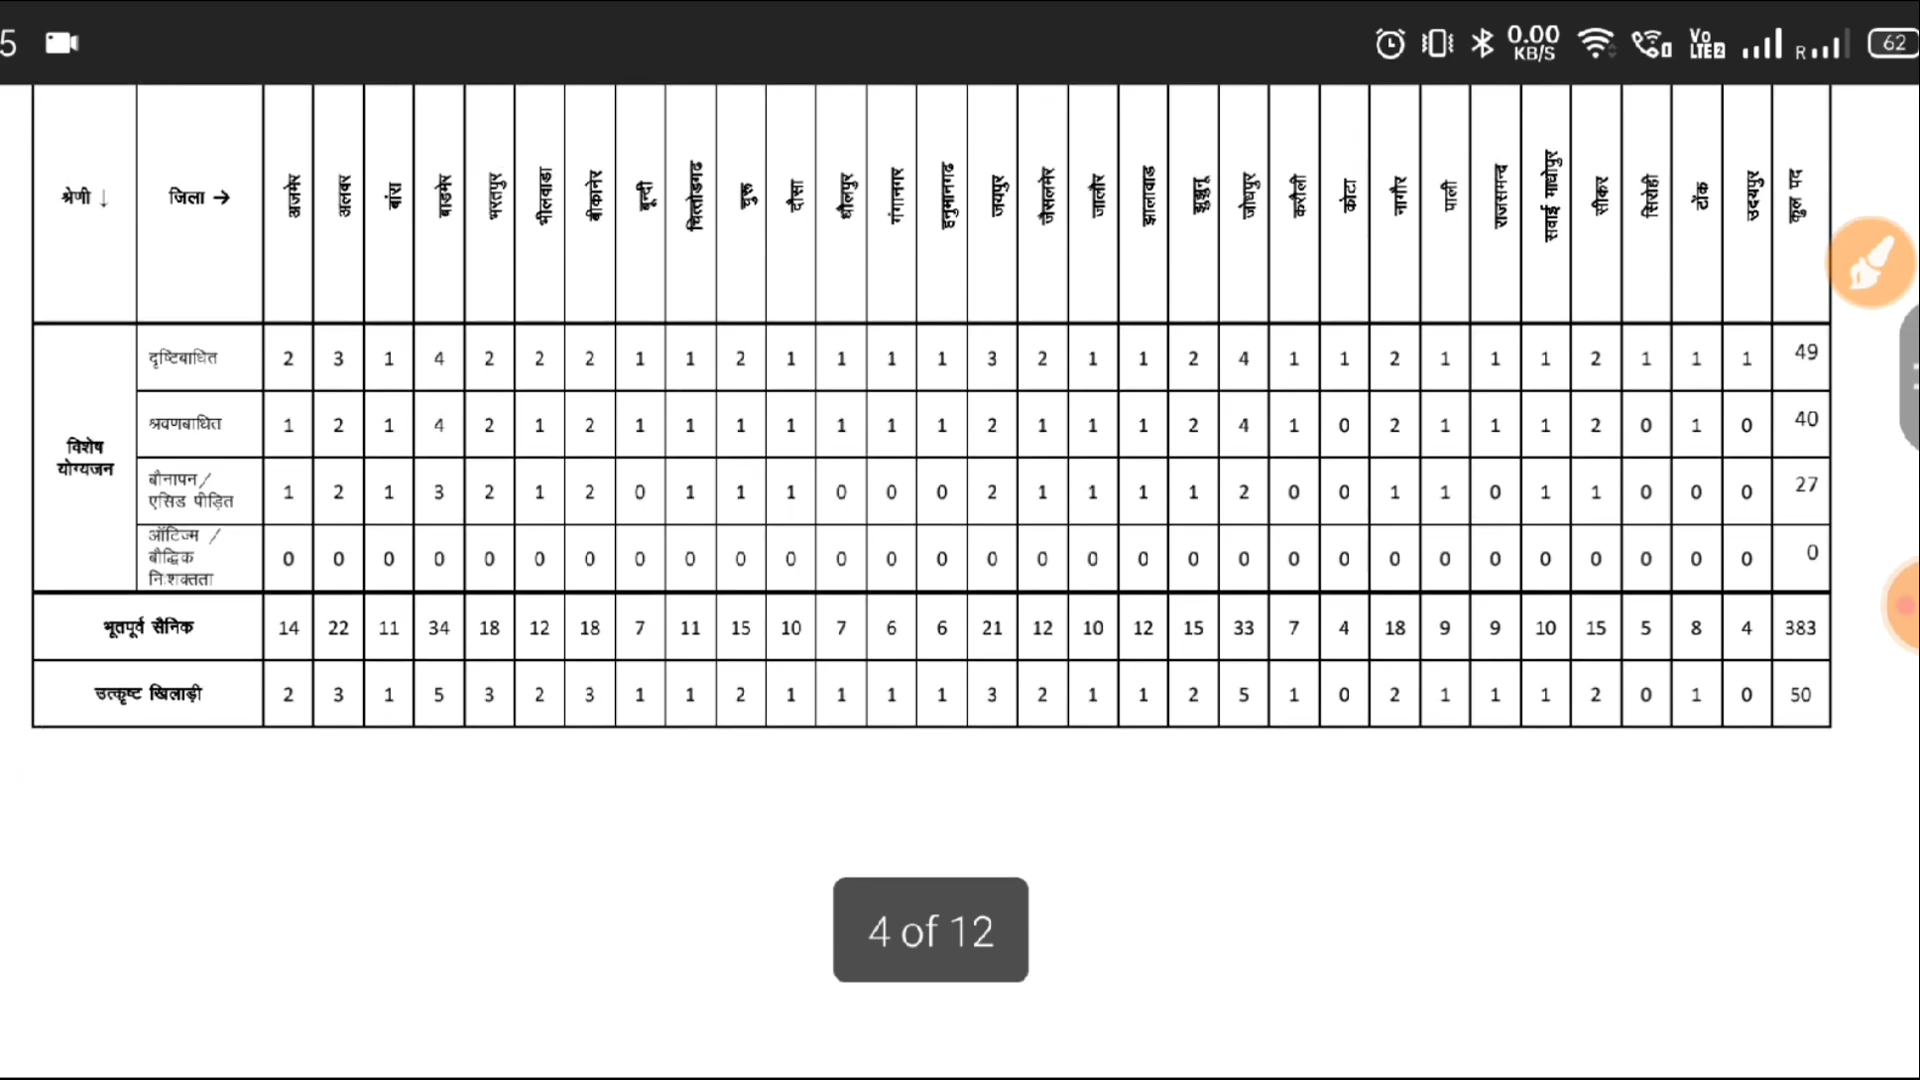 5 0.00 KB/S Vo LTE2 R 62
श्रेणी ↓ जिला → अजमेर अलवर बांरा बाडमेर भरतपुर भीलवाडा बीकानेर बून्दी चित्तोडगढ चुरू दौसा धौलपुर गंगानगर हनुमानगढ जयपुर जैसलमेर जालौर झालावाड झुझुनू जोधपुर करौली कोटा नागौर पाली राजसमन्द सवाई माधोपुर सीकर सिरोही टोंक उदयपुर कुल पद
विशेष योग्यजन
दृष्टिबाधित 2 3 1 4 2 2 2 1 1 2 1 1 1 1 3 2 1 1 2 4 1 1 2 1 1 1 2 1 1 1 49
श्रवणबाधित 1 2 1 4 2 1 2 1 1 1 1 1 1 1 2 1 1 1 2 4 1 0 2 1 1 1 2 0 1 0 40
बौनापन/ एसिड पीड़ित 1 2 1 3 2 1 2 0 1 1 1 0 0 0 2 1 1 1 1 2 0 0 1 1 0 1 1 0 0 0 27
ऑटिज्म / बौद्धिक निःशक्तता 0 0 0 0 0 0 0 0 0 0 0 0 0 0 0 0 0 0 0 0 0 0 0 0 0 0 0 0 0 0 0
भूतपूर्व सैनिक 14 22 11 34 18 12 18 7 11 15 10 7 6 6 21 12 10 12 15 33 7 4 18 9 9 10 15 5 8 4 383
उत्कृष्ट खिलाड़ी 2 3 1 5 3 2 3 1 1 2 1 1 1 1 3 2 1 1 2 5 1 0 2 1 1 1 2 0 1 0 50
4 of 12